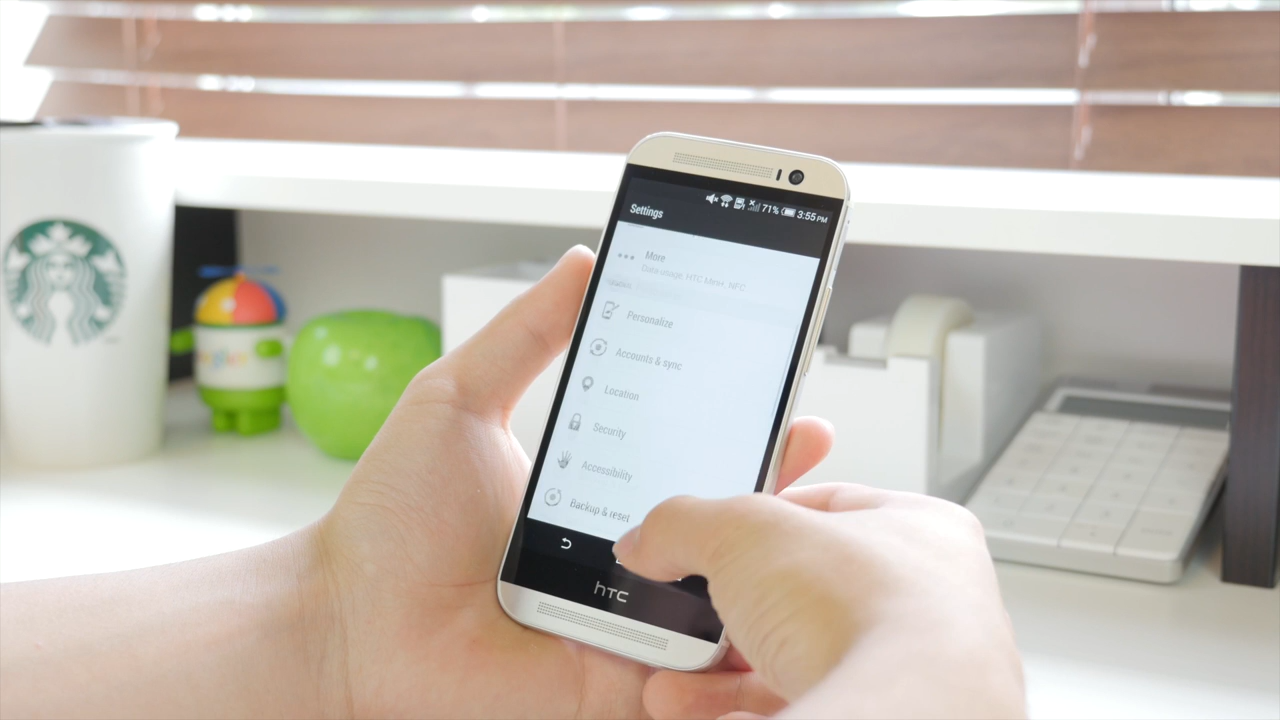 71% 3:55 PM
Settings
More
Data usage, HTC Mini+, NFC
Personalize
Accounts & sync
Location
Security
Accessibility
Backup & reset
hTC